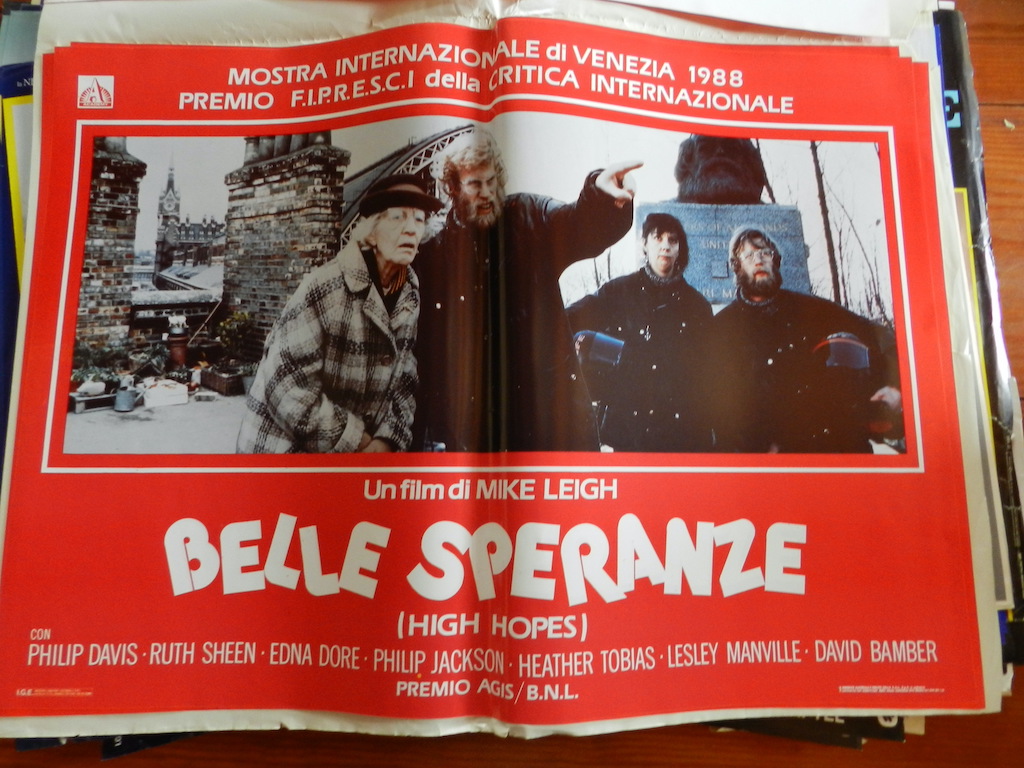 MOSTRA INTERNAZIONALE di VENEZIA 1988
PREMIO F.I.P.R.E.S.C.I della CRITICA INTERNAZIONALE
Un film di MIKE LEIGH
BELLE SPERANZE
(HIGH HOPES)
CON
PHILIP DAVIS · RUTH SHEEN · EDNA DORE · PHILIP JACKSON · HEATHER TOBIAS · LESLEY MANVILLE · DAVID BAMBER
PREMIO AGIS/B.N.L.
I.G.E.